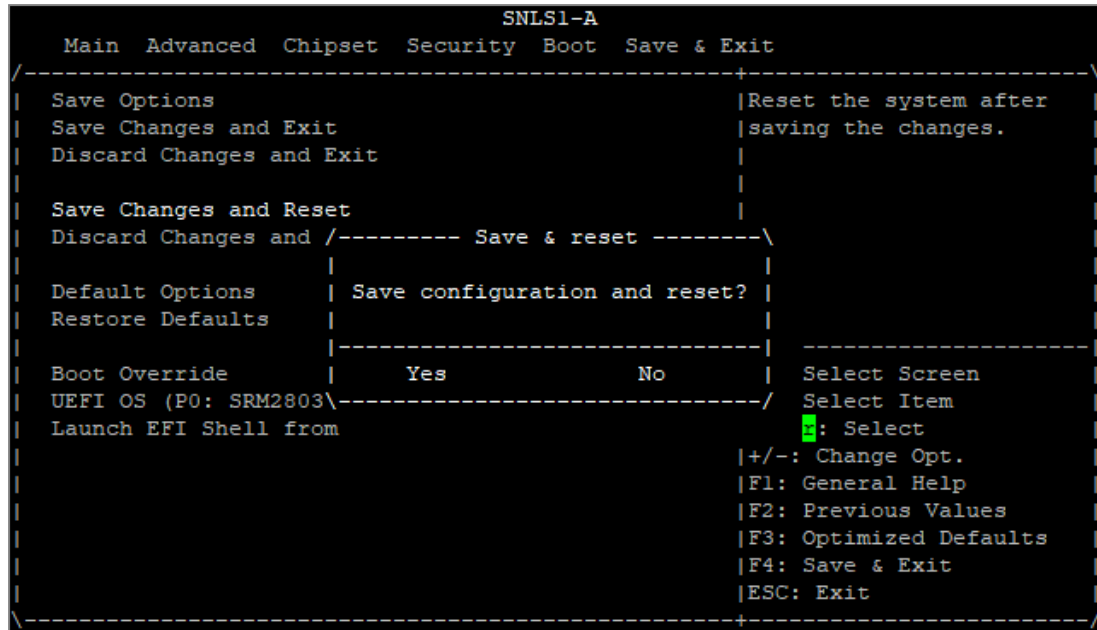 SNLS1-A
Main Advanced Chipset Security Boot Save & Exit
Save Options
Save Changes and Exit
Discard Changes and Exit
Save Changes and Reset
Discard Changes and
Default Options
Restore Defaults
Boot Override
UEFI OS (P0: SRM2803
Launch EFI Shell from
Save & reset
Save configuration and reset?
Yes No
Reset the system after
saving the changes.
Select Screen
Select Item
r: Select
+/-: Change Opt.
F1: General Help
F2: Previous Values
F3: Optimized Defaults
F4: Save & Exit
ESC: Exit